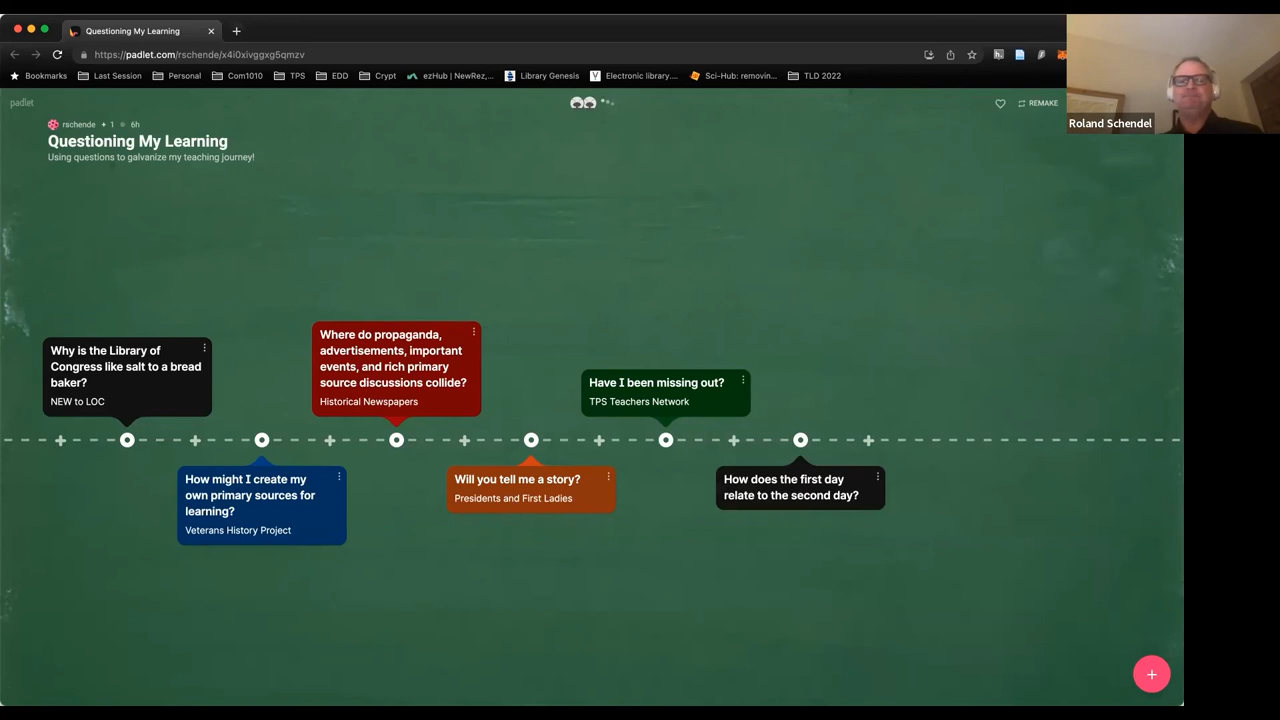 Questioning My Learning
https://padlet.com/rschende/x4i0xivggxg5qmzv
Bookmarks Last Session Personal Com1010 TPS EDD Crypt ezHub | NewRez,... Library Genesis Electronic library.... Sci-Hub: removin... TLD 2022
padlet
REMAKE
Roland Schendel
rschende + 1 6h
Questioning My Learning
Using questions to galvanize my teaching journey!
Why is the Library of
Congress like salt to a bread
baker?
NEW to LOC
How might I create my
own primary sources for
learning?
Veterans History Project
Where do propaganda,
advertisements, important
events, and rich primary
source discussions collide?
Historical Newspapers
Will you tell me a story?
Presidents and First Ladies
Have I been missing out?
TPS Teachers Network
How does the first day
relate to the second day?